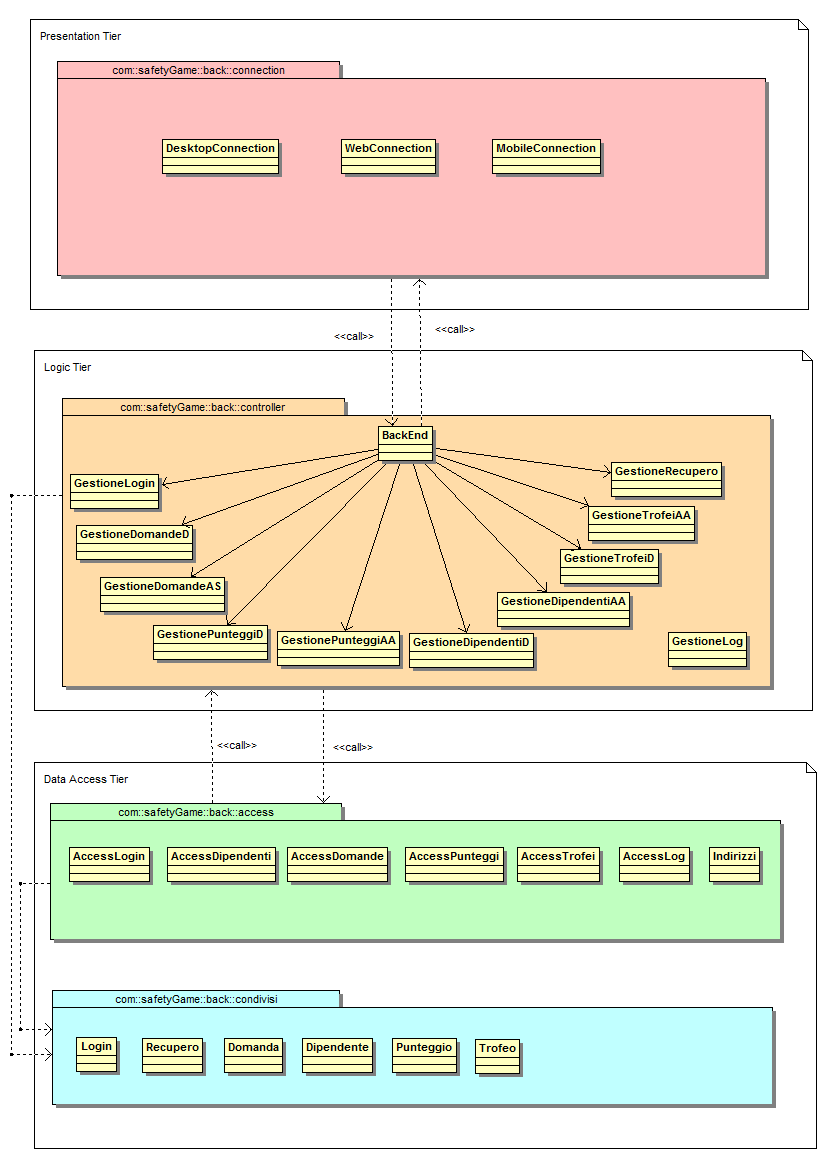 Presentation Tier
com::safetyGame::back::connection
DesktopConnection
WebConnection
MobileConnection
<<call>>
<<call>>
Logic Tier
com::safetyGame::back::controller
BackEnd
GestioneLogin
GestioneRecupero
GestioneDomandeD
GestioneTrofeiAA
GestioneDomandeAS
GestioneTrofeiD
GestioneDipendentiAA
GestionePunteggiD
GestionePunteggiAA
GestioneDipendentiD
GestioneLog
<<call>>
<<call>>
Data Access Tier
com::safetyGame::back::access
AccessLogin
AccessDipendenti
AccessDomande
AccessPunteggi
AccessTrofei
AccessLog
Indirizzi
com::safetyGame::back::condivisi
Login
Recupero
Domanda
Dipendente
Punteggio
Trofeo